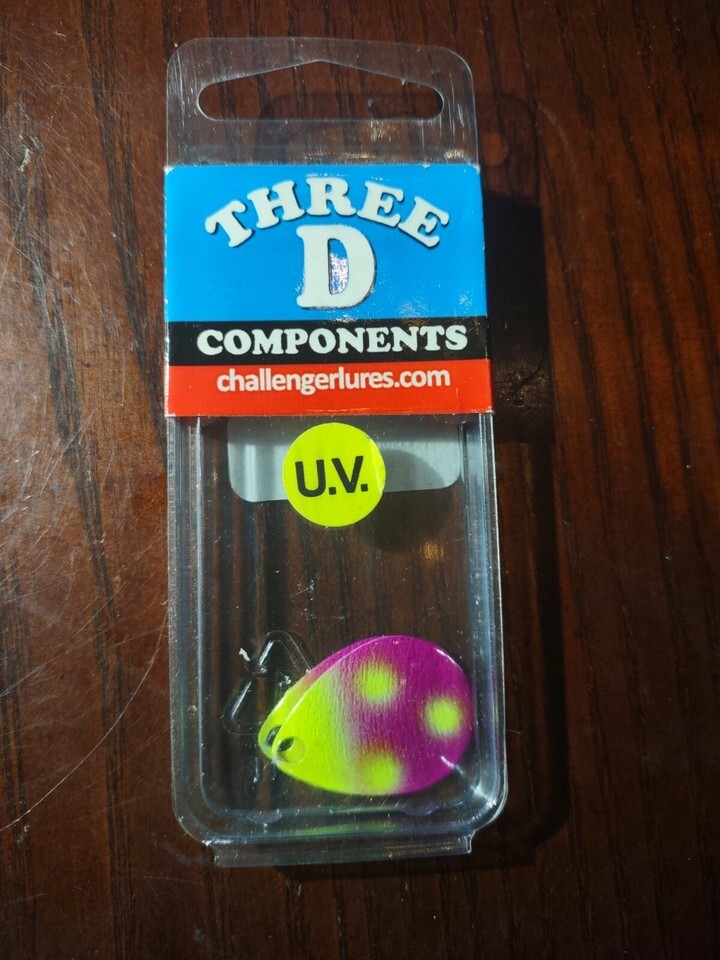 THREE
D
COMPONENTS
challengerlures.com
U.V.